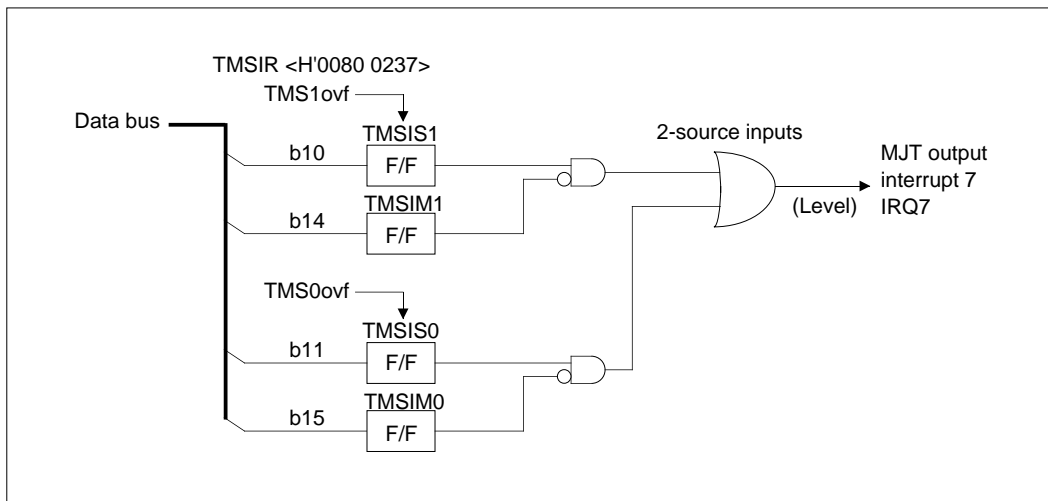 TMSIR <H'0080 0237>
TMS1ovf
Data bus
TMSIS1
2-source inputs
b10
F/F
MJT output
interrupt 7
IRQ7
TMSIM1
(Level)
b14
F/F
TMS0ovf
TMSIS0
b11
F/F
TMSIM0
b15
F/F